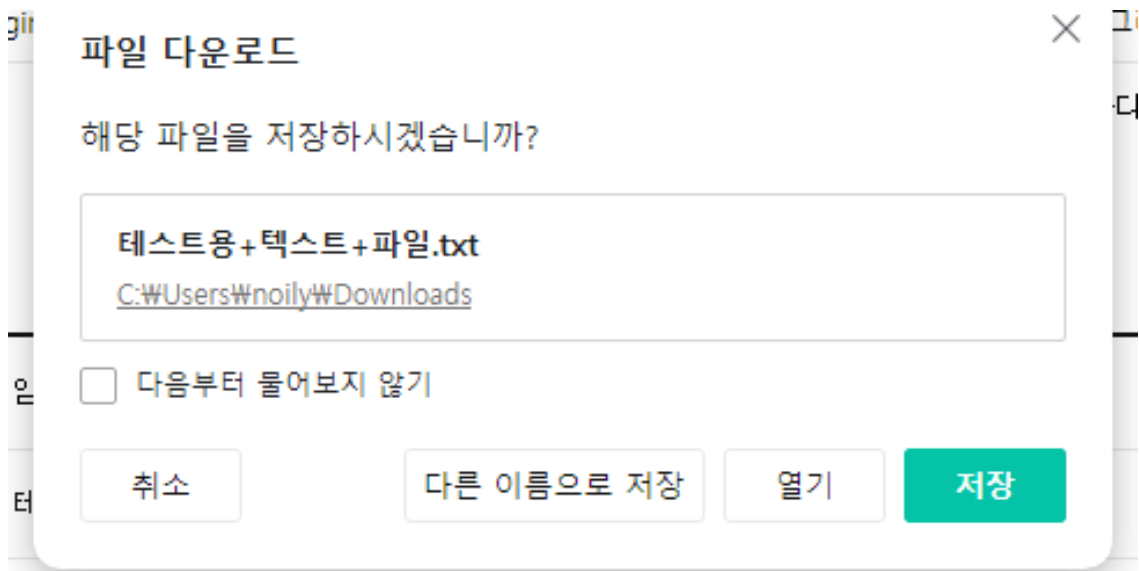 파일 다운로드
해당 파일을 저장하시겠습니까?
테스트용+텍스트+파일.txt
C:₩Users₩noily₩Downloads
다음부터 물어보지 않기
취소
다른 이름으로 저장
열기
저장